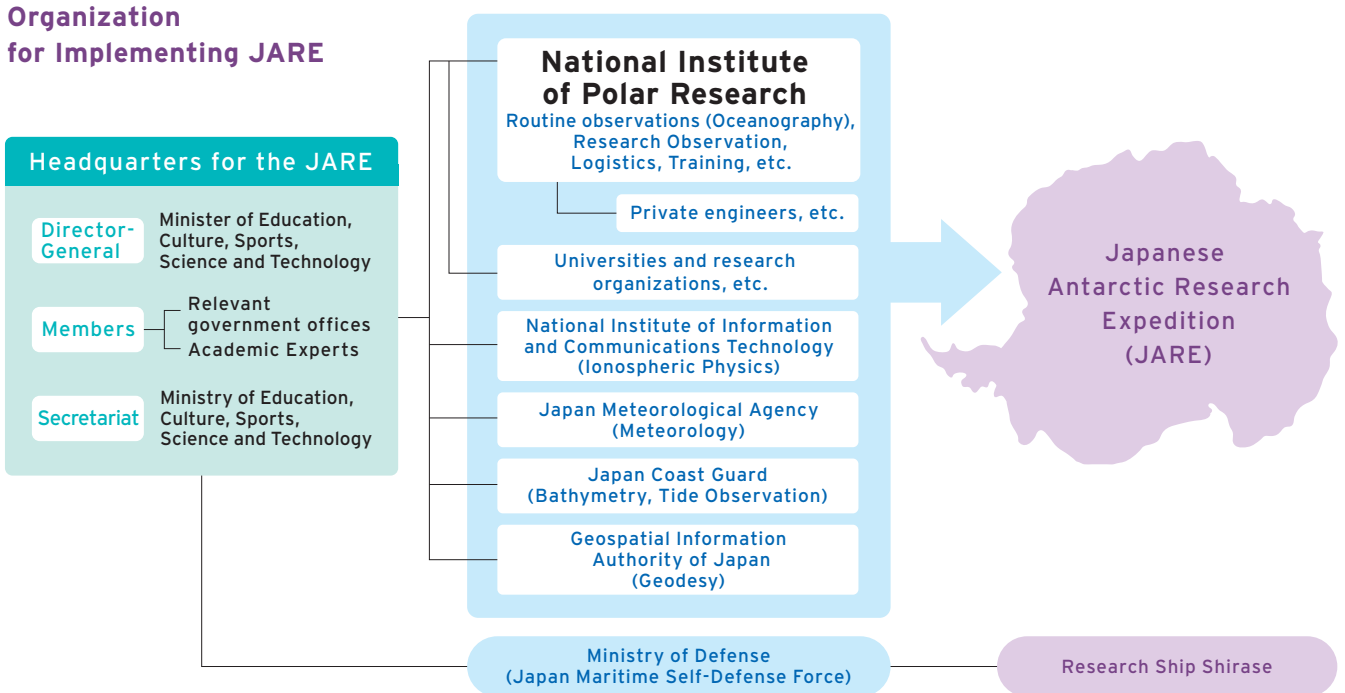 Organization
for Implementing JARE
Headquarters for the JARE
Director-
General
Minister of Education,
Culture, Sports,
Science and Technology
Members
Relevant
government offices
Academic Experts
Secretariat
Ministry of Education,
Culture, Sports,
Science and Technology
National Institute
of Polar Research
Routine observations (Oceanography),
Research Observation,
Logistics, Training, etc.
Private engineers, etc.
Universities and research
organizations, etc.
National Institute of Information
and Communications Technology
(Ionospheric Physics)
Japan Meteorological Agency
(Meteorology)
Japan Coast Guard
(Bathymetry, Tide Observation)
Geospatial Information
Authority of Japan
(Geodesy)
Japanese
Antarctic Research
Expedition
(JARE)
Ministry of Defense
(Japan Maritime Self-Defense Force)
Research Ship Shirase